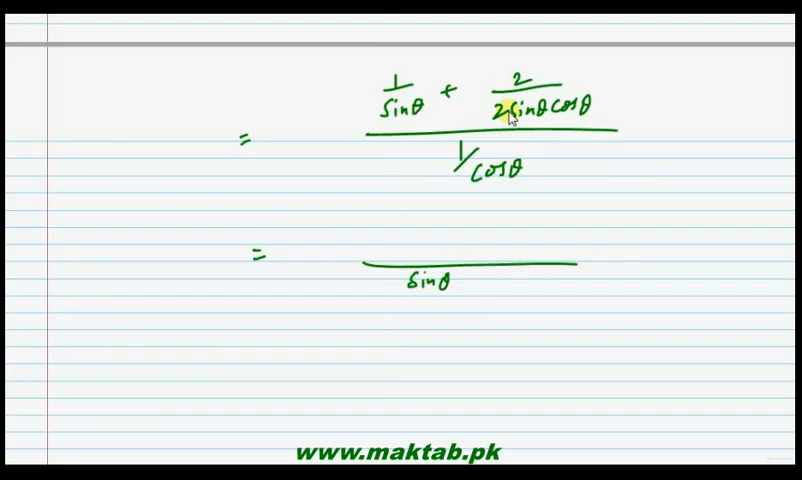 1/sinθ + 2/2sinθcosθ
=
1/cosθ
=
sinθ
www.maktab.pk